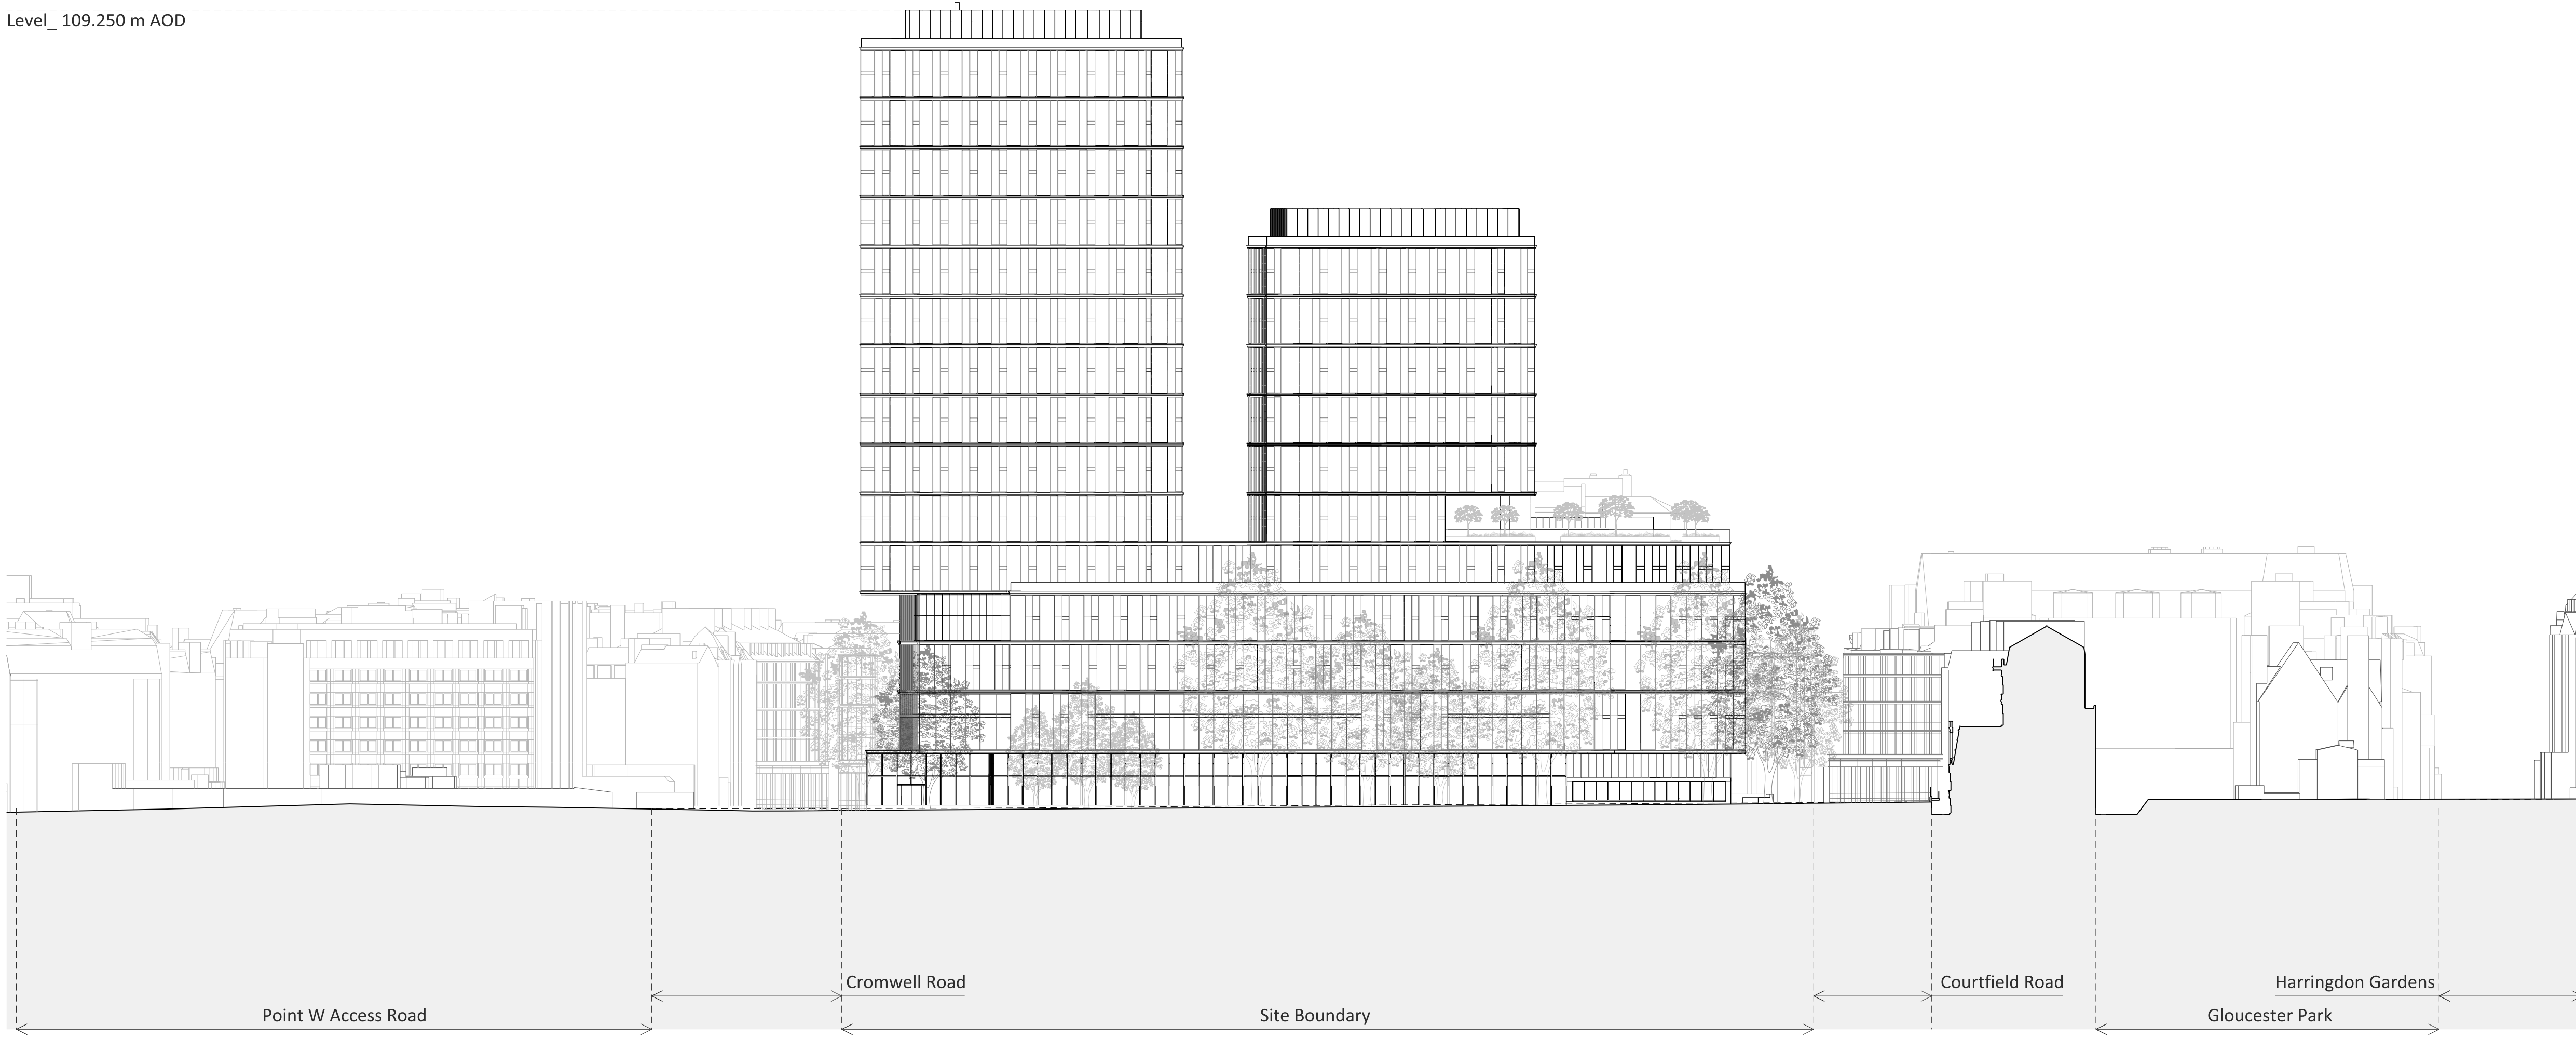 Level_ 109.250 m AOD
Cromwell Road
Courtfield Road
Harringdon Gardens
Point W Access Road
Site Boundary
Gloucester Park